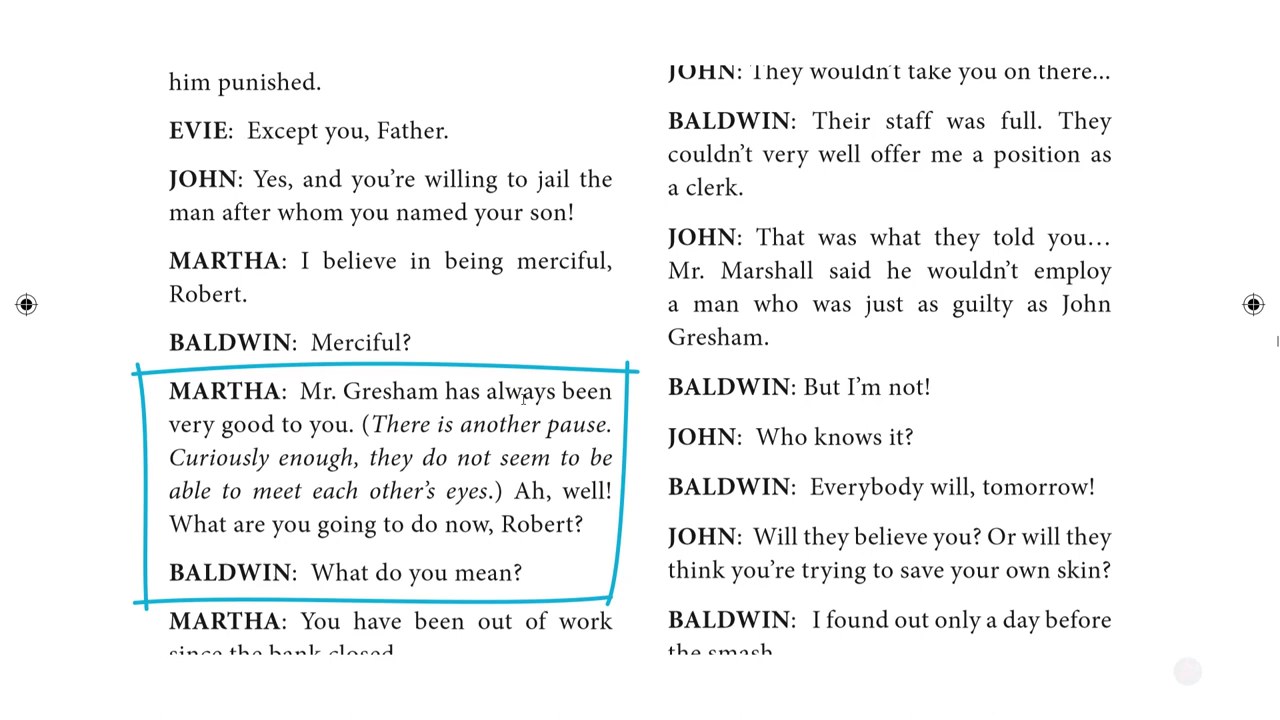 him punished.
EVIE: Except you, Father.
JOHN: Yes, and you're willing to jail the
man after whom you named your son!
MARTHA: I believe in being merciful,
Robert.
BALDWIN: Merciful?
MARTHA: Mr. Gresham has always been
very good to you. (There is another pause.
Curiously enough, they do not seem to be
able to meet each other's eyes.) Ah, well!
What are you going to do now, Robert?
BALDWIN: What do you mean?
MARTHA: You have been out of work
since the bank closed.
JOHN: They wouldn't take you on there...
BALDWIN: Their staff was full. They
couldn't very well offer me a position as
a clerk.
JOHN: That was what they told you…
Mr. Marshall said he wouldn't employ
a man who was just as guilty as John
Gresham.
BALDWIN: But I'm not!
JOHN: Who knows it?
BALDWIN: Everybody will, tomorrow!
JOHN: Will they believe you? Or will they
think you're trying to save your own skin?
BALDWIN: I found out only a day before
the smash.